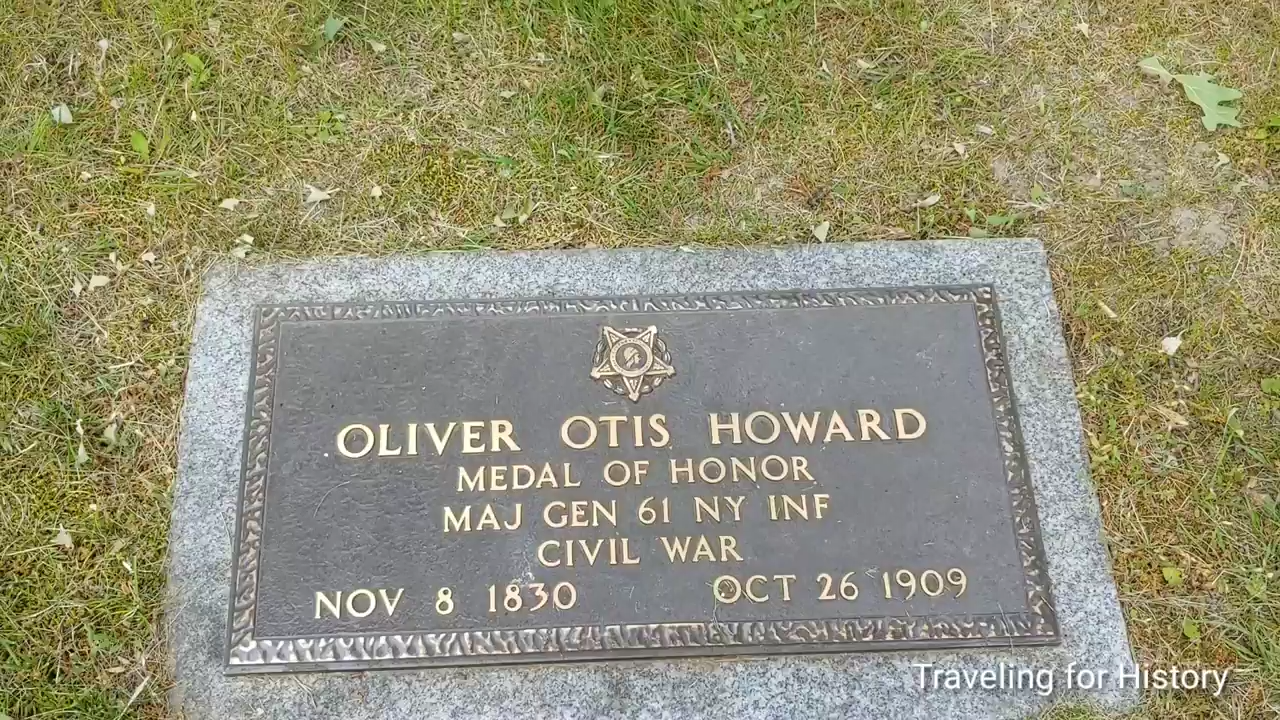 OLIVER OTIS HOWARD
MEDAL OF HONOR
MAJ GEN 61 NY INF
CIVIL WAR
NOV 8 1830 OCT 26 1909
Traveling for History